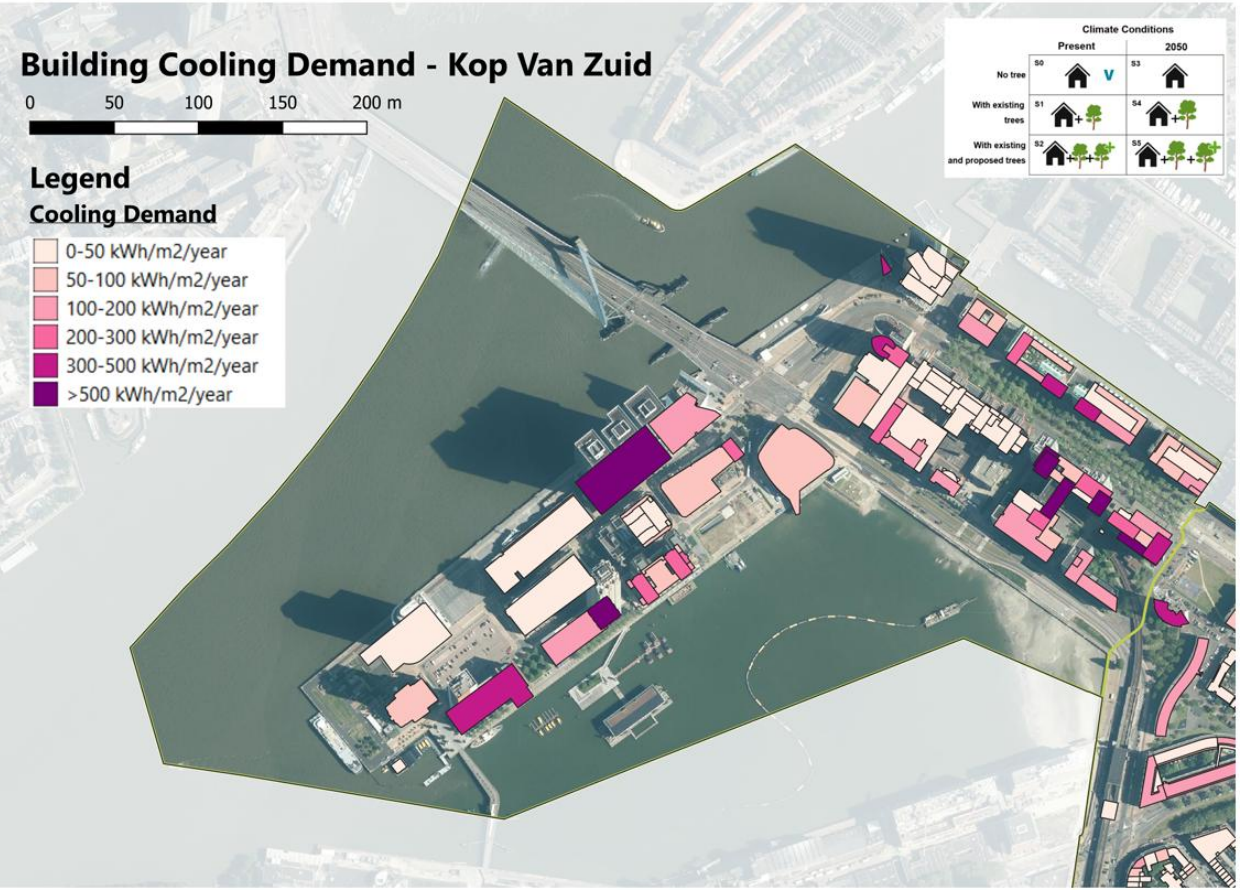 Building Cooling Demand - Kop Van Zuid
0 50 100 150 200 m
Legend
Cooling Demand
0-50 kWh/m2/year
50-100 kWh/m2/year
100-200 kWh/m2/year
200-300 kWh/m2/year
300-500 kWh/m2/year
>500 kWh/m2/year
Climate Conditions
Present 2050
No tree S0 V S3
With existing
trees
S1 + S4 +
With existing
and proposed trees
S2 + + S5 + +